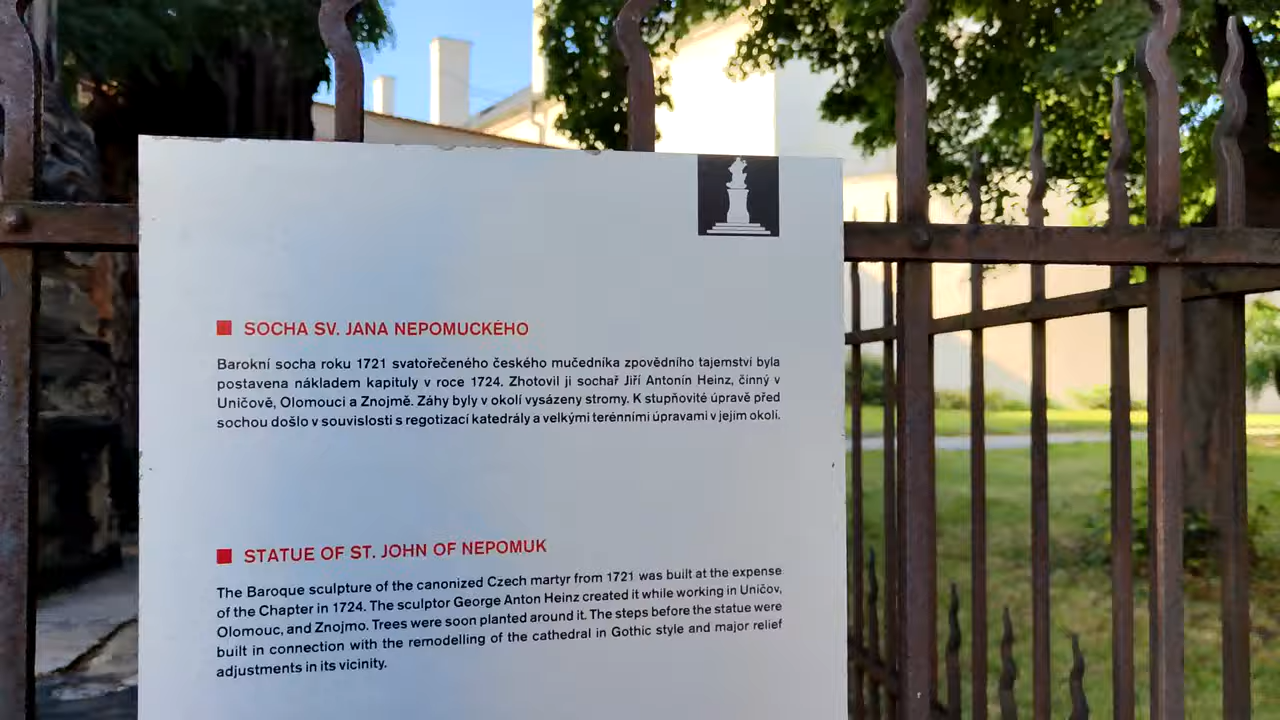 SOCHA SV. JANA NEPOMUCKÉHO
Barokní socha roku 1721 svatořečeného českého mučedníka zpovědního tajemství byla
postavena nákladem kapituly v roce 1724. Zhotovil ji sochař Jiří Antonín Heinz, činný v
Uničově, Olomouci a Znojmě. Záhy byly v okolí vysázeny stromy. K stupňovité úpravě před
sochou došlo v souvislosti s regotizací katedrály a velkými terénními úpravami v jejím okolí.
STATUE OF ST. JOHN OF NEPOMUK
The Baroque sculpture of the canonized Czech martyr from 1721 was built at the expense
of the Chapter in 1724. The sculptor George Anton Heinz created it while working in Uničov,
Olomouc, and Znojmo. Trees were soon planted around it. The steps before the statue were
built in connection with the remodelling of the cathedral in Gothic style and major relief
adjustments in its vicinity.